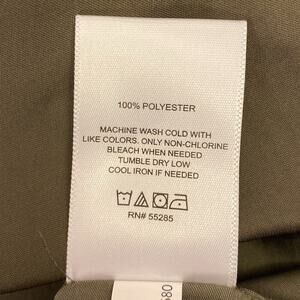 100% POLYESTER
MACHINE WASH COLD WITH
LIKE COLORS. ONLY NON-CHLORINE
BLEACH WHEN NEEDED
TUMBLE DRY LOW
COOL IRON IF NEEDED
RN# 55285